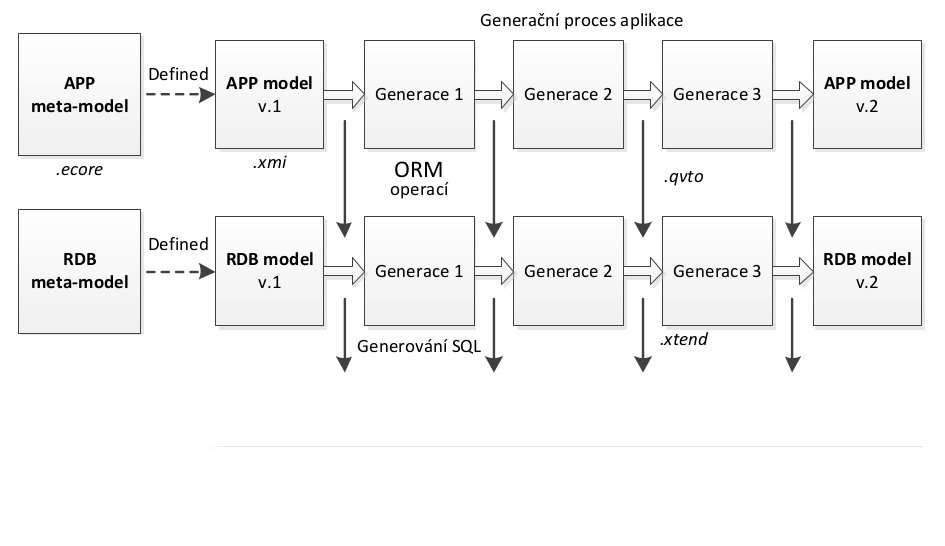 Generační proces aplikace
APP
meta-model
Defined
APP model
v.1
Generace 1
Generace 2
Generace 3
APP model
v.2
.ecore
.xmi
ORM
operací
.qvto
RDB
meta-model
Defined
RDB model
v.1
Generace 1
Generace 2
Generace 3
RDB model
v.2
Generování SQL
.xtend